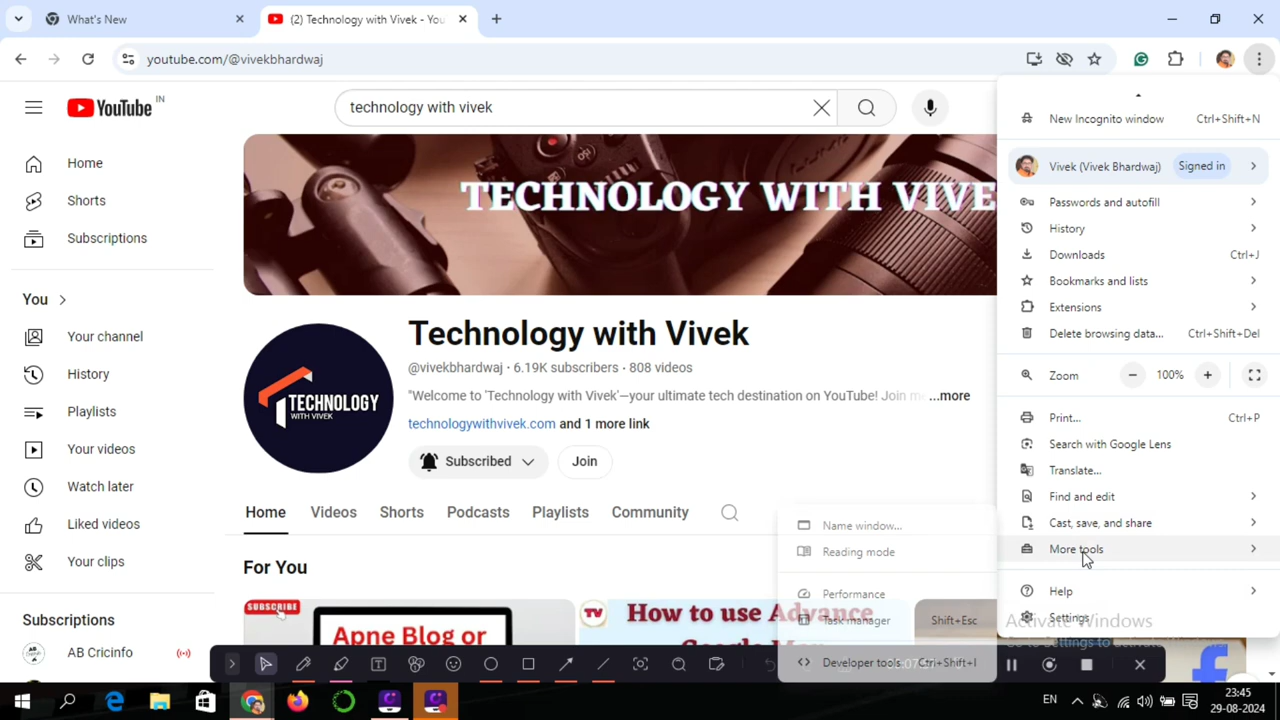 What's New
(2) Technology with Vivek - You
youtube.com/@vivekbhardwaj
YouTube IN
technology with vivek
Home
Shorts
Subscriptions
You
Your channel
History
Playlists
Your videos
Watch later
Liked videos
Your clips
Subscriptions
AB Cricinfo
TECHNOLOGY WITH VIVE
TECHNOLOGY
WITH VIVEK
Technology with Vivek
@vivekbhardwaj • 6.19K subscribers • 808 videos
"Welcome to 'Technology with Vivek'—your ultimate tech destination on YouTube! Join me ...more
technologywithvivek.com and 1 more link
Subscribed
Join
Home Videos Shorts Podcasts Playlists Community
For You
SUBSCRIBE
Apne Blog or
TV
How to use Advance
New Incognito window Ctrl+Shift+N
Vivek (Vivek Bhardwaj) Signed in
Passwords and autofill
History
Downloads Ctrl+J
Bookmarks and lists
Extensions
Delete browsing data... Ctrl+Shift+Del
Zoom 100%
Print... Ctrl+P
Search with Google Lens
Translate...
Find and edit
Cast, save, and share
More tools
Help
Settings
Name window...
Reading mode
Performance
Task manager Shift+Esc
Developer tools Ctrl+Shift+I
Activate Windows
EN
23:45
29-08-2024